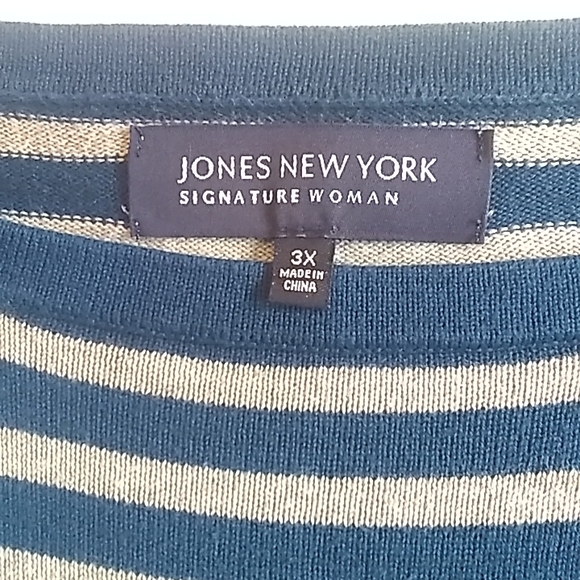 JONES NEW YORK
SIGNATURE WOMAN
3X
MADE IN
CHINA